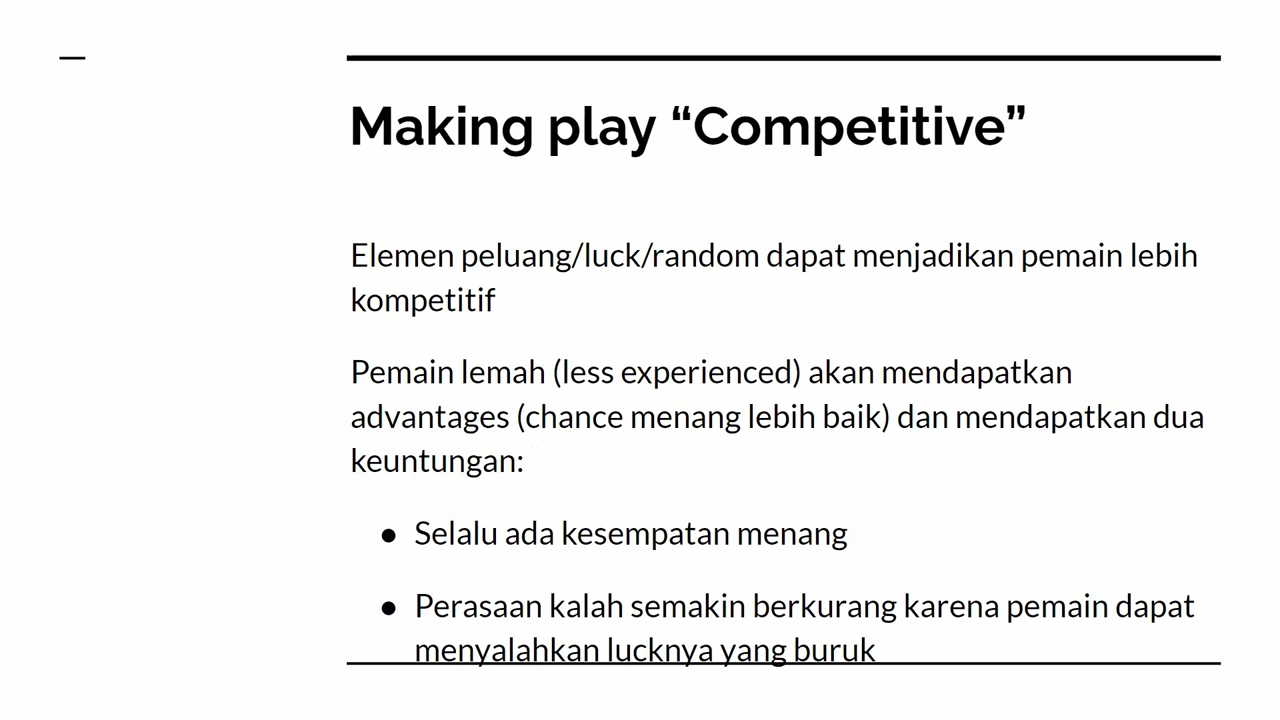 Making play “Competitive”
Elemen peluang/luck/random dapat menjadikan pemain lebih
kompetitif
Pemain lemah (less experienced) akan mendapatkan
advantages (chance menang lebih baik) dan mendapatkan dua
keuntungan:
● Selalu ada kesempatan menang
● Perasaan kalah semakin berkurang karena pemain dapat
menyalahkan lucknya yang buruk